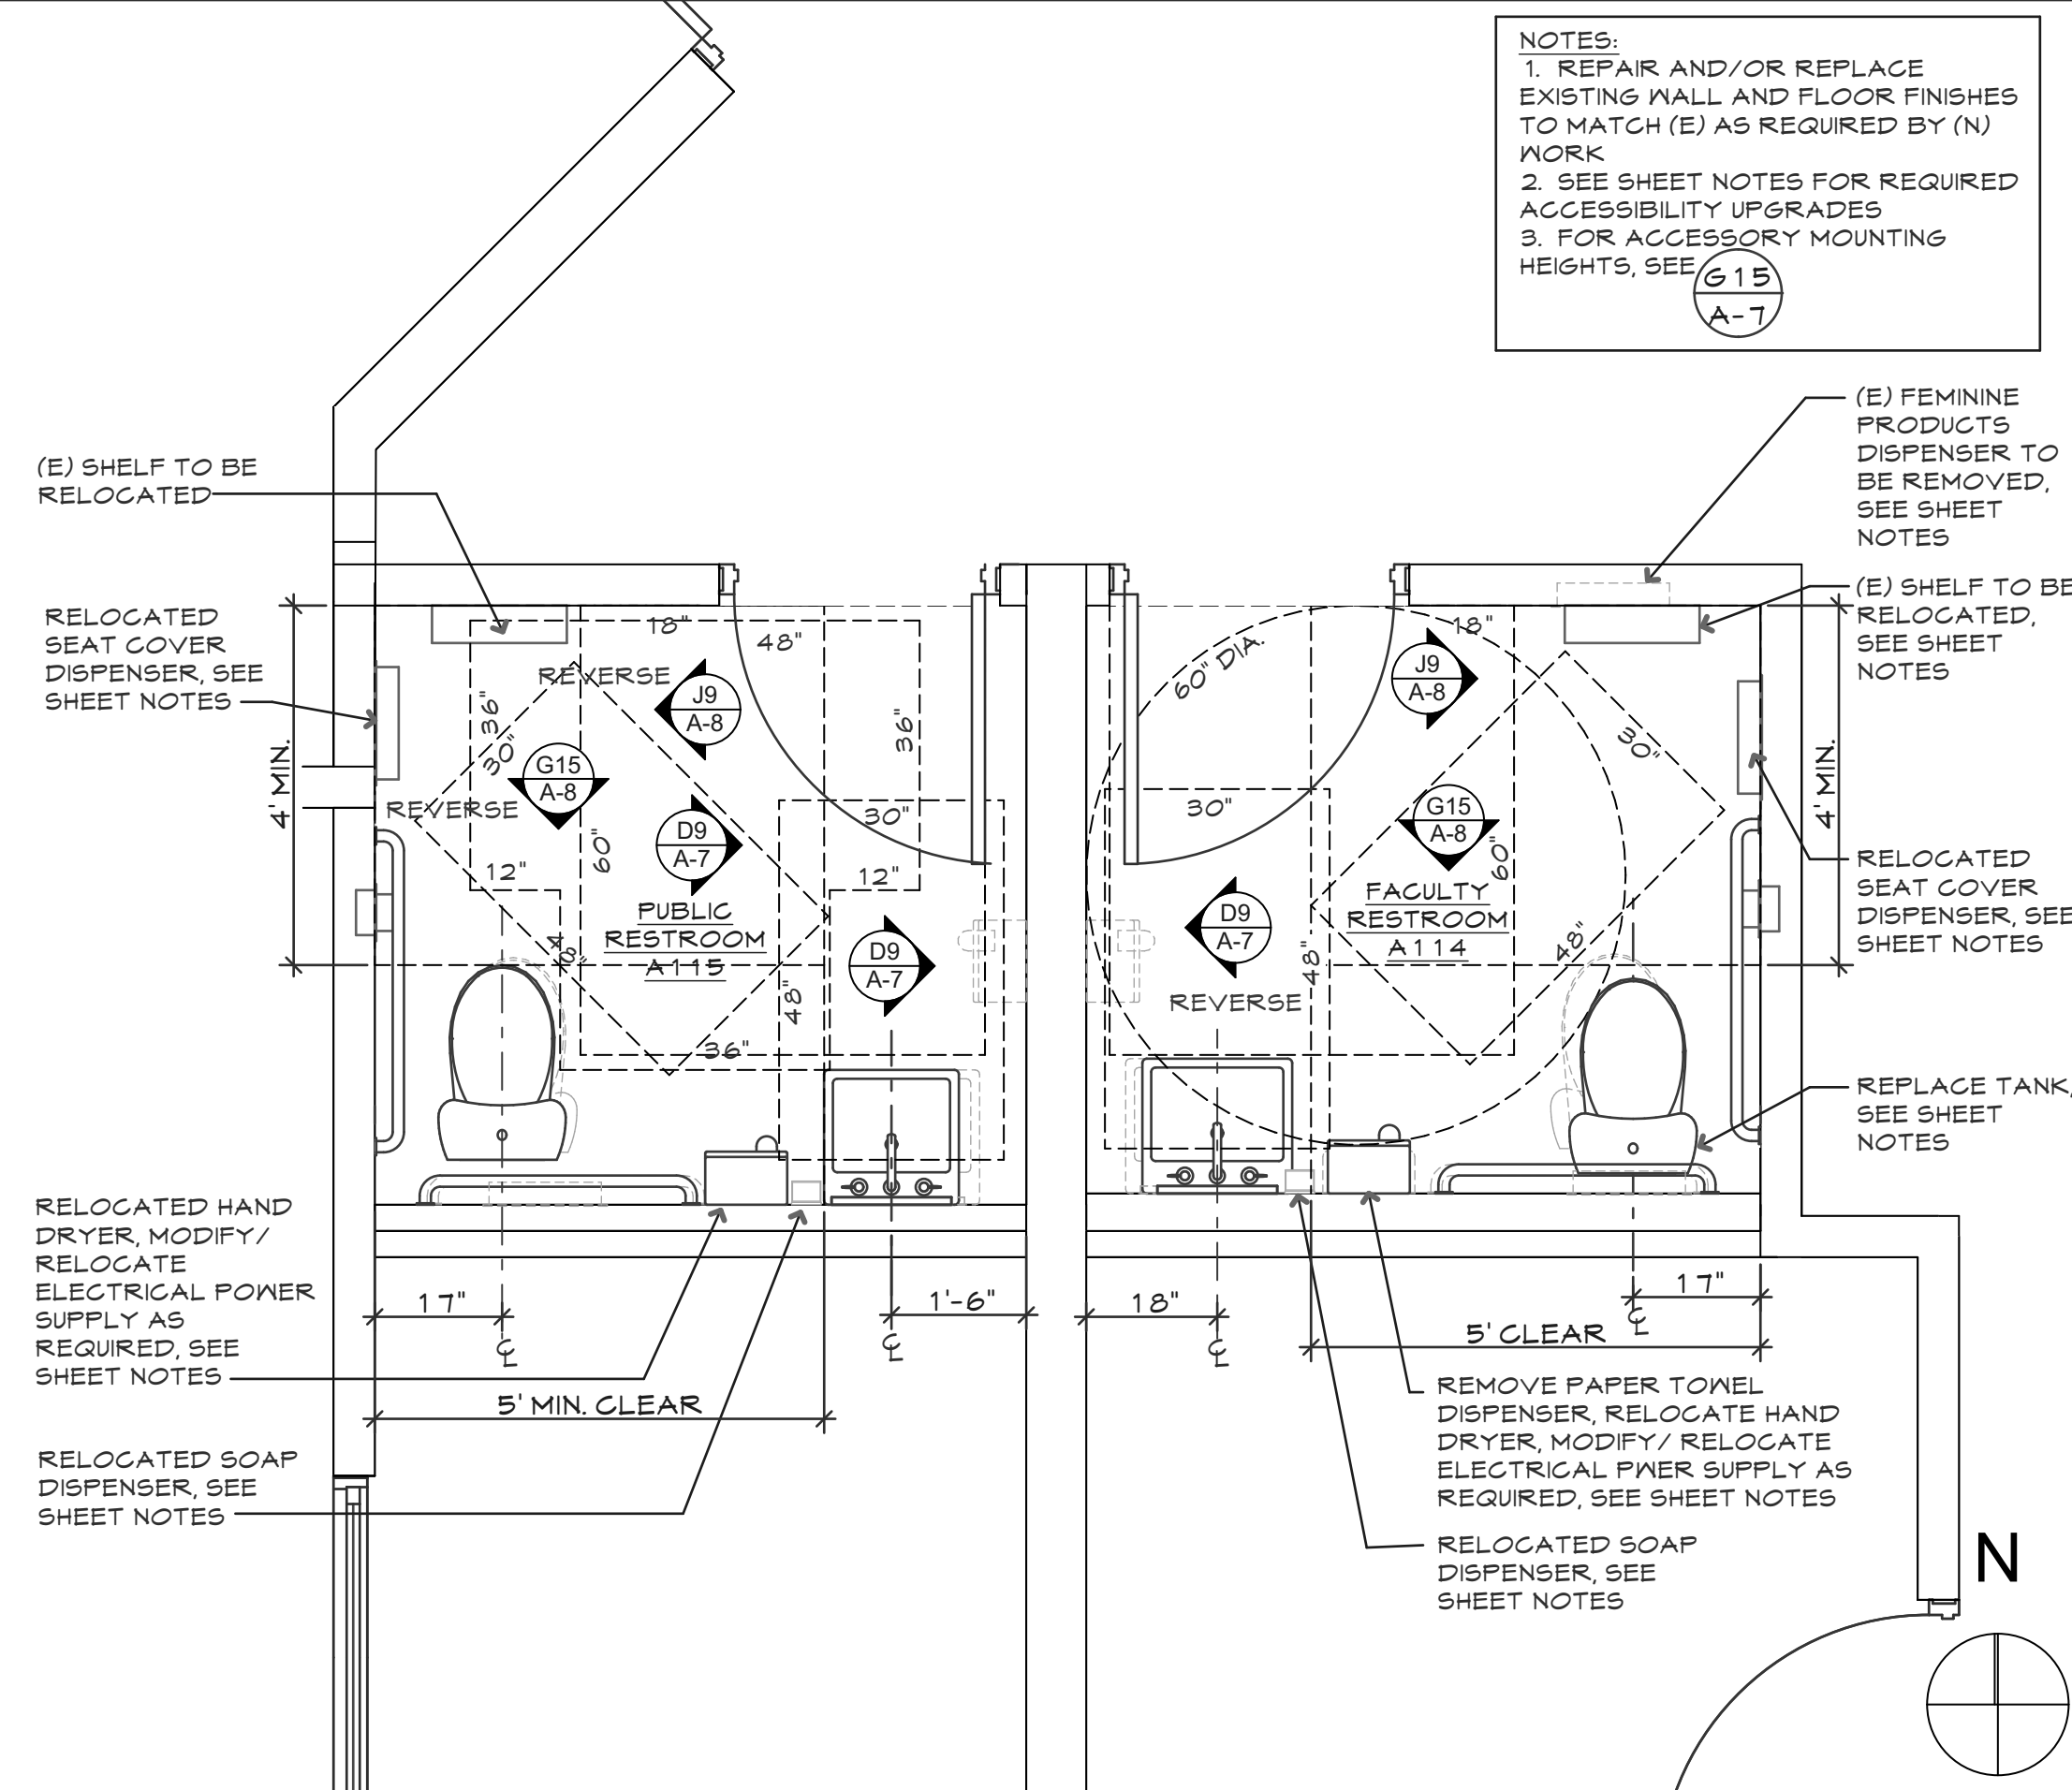 NOTES:
1. REPAIR AND/OR REPLACE
EXISTING WALL AND FLOOR FINISHES
TO MATCH (E) AS REQUIRED BY (N)
WORK
2. SEE SHEET NOTES FOR REQUIRED
ACCESSIBILITY UPGRADES
3. FOR ACCESSORY MOUNTING
HEIGHTS, SEE
G15
A-7
(E) SHELF TO BE
RELOCATED
RELOCATED
SEAT COVER
DISPENSER, SEE
SHEET NOTES
4' MIN.
RELOCATED HAND
DRYER, MODIFY/
RELOCATE
ELECTRICAL POWER
SUPPLY AS
REQUIRED, SEE
SHEET NOTES
RELOCATED SOAP
DISPENSER, SEE
SHEET NOTES
18"
48"
REVERSE
J9
A-8
36"
30"
36"
G15
A-8
REVERSE
D9
A-7
60"
30"
12"
12"
PUBLIC
RESTROOM
A115
48"
D9
A-7
48"
36"
17"
1'-6"
5' MIN. CLEAR
60" DIA.
18"
J9
A-8
30"
30"
G15
A-8
60"
FACULTY
RESTROOM
A114
D9
A-7
48"
48"
REVERSE
18"
17"
5' CLEAR
4' MIN.
(E) FEMININE
PRODUCTS
DISPENSER TO
BE REMOVED,
SEE SHEET
NOTES
(E) SHELF TO BE
RELOCATED,
SEE SHEET
NOTES
RELOCATED
SEAT COVER
DISPENSER, SEE
SHEET NOTES
REPLACE TANK,
SEE SHEET
NOTES
REMOVE PAPER TOWEL
DISPENSER, RELOCATE HAND
DRYER, MODIFY/ RELOCATE
ELECTRICAL PWER SUPPLY AS
REQUIRED, SEE SHEET NOTES
RELOCATED SOAP
DISPENSER, SEE
SHEET NOTES
N